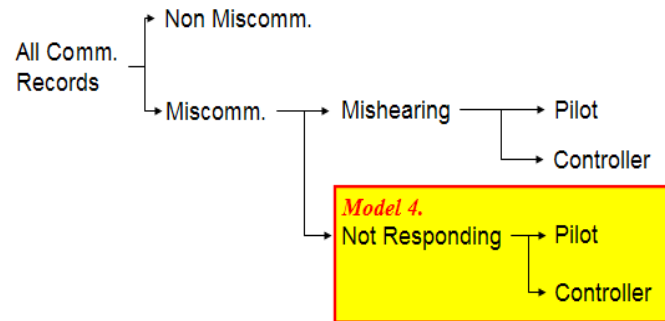 Non Miscomm.
All Comm.
Records
Miscomm.
Mishearing
Pilot
Controller
Model 4.
Not Responding
Pilot
Controller